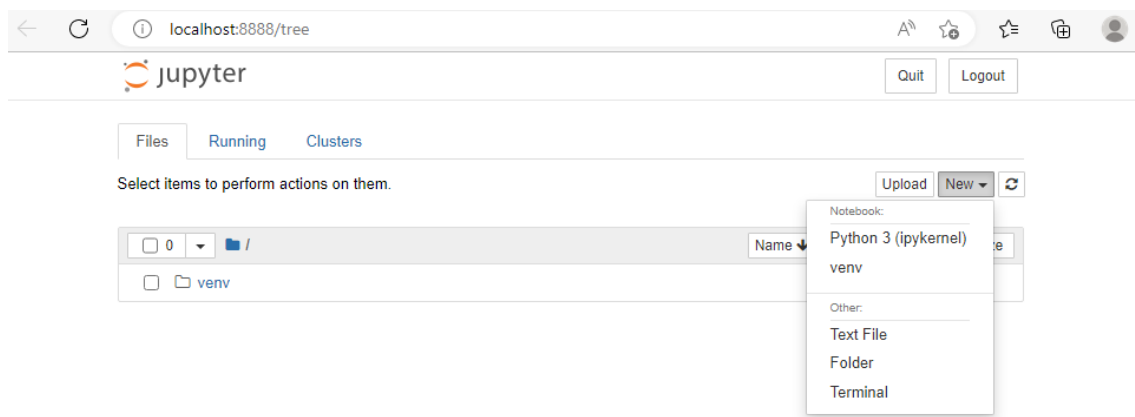 localhost:8888/tree
jupyter
Quit Logout
Files Running Clusters
Select items to perform actions on them.
Upload New
Notebook:
0 / Name
Python 3 (ipykernel)
venv
venv
Other:
Text File
Folder
Terminal